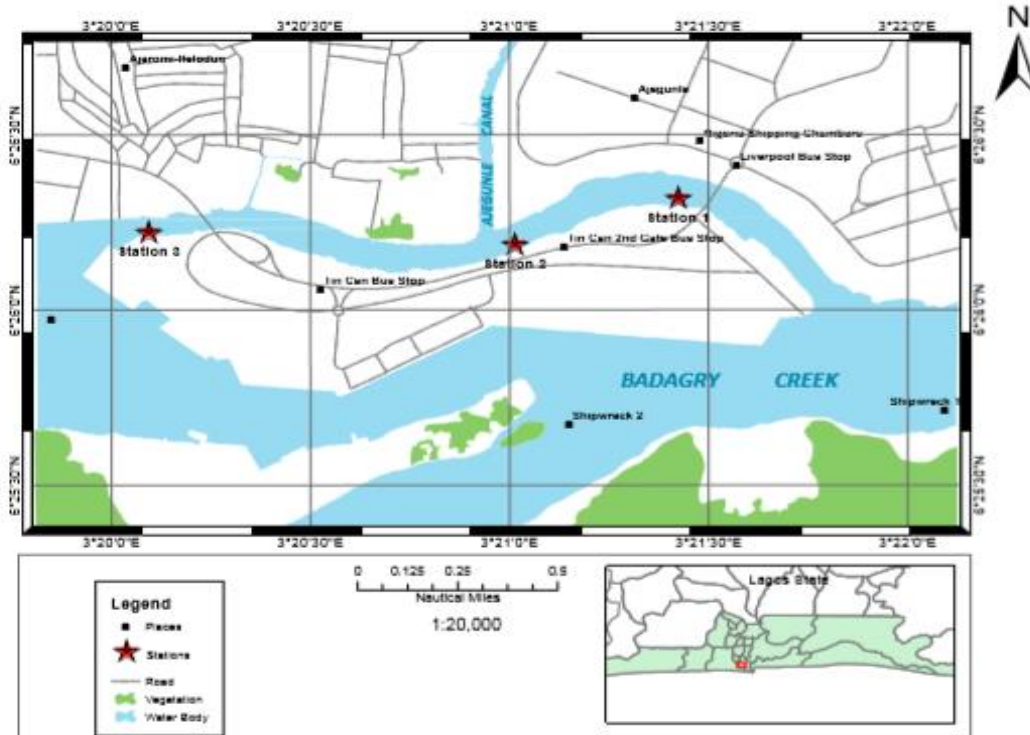 3°20'0"E 3°20'30"E 3°21'0"E 3°21'30"E 3°22'0"E
N
Ajeromi-Ifelodun
Ajegunle
AJEGUNLE CANAL
6°26'30"N 6°26'30"N
Nigeria Shipping Chambers
Liverpool Bus Stop
Station 1
Station 3
Station 2
Tin Can 2nd Gate Bus Stop
Tin Can Bus Stop
6°26'0"N 6°26'0"N
BADAGRY CREEK
Shipwreck 1
Shipwreck 2
6°25'30"N 6°25'30"N
3°20'0"E 3°20'30"E 3°21'0"E 3°21'30"E 3°22'0"E
0 0.125 0.25 0.5
Nautical Miles
1:20,000
Lagos State
Legend
Places
Stations
Road
Vegetation
Water Body